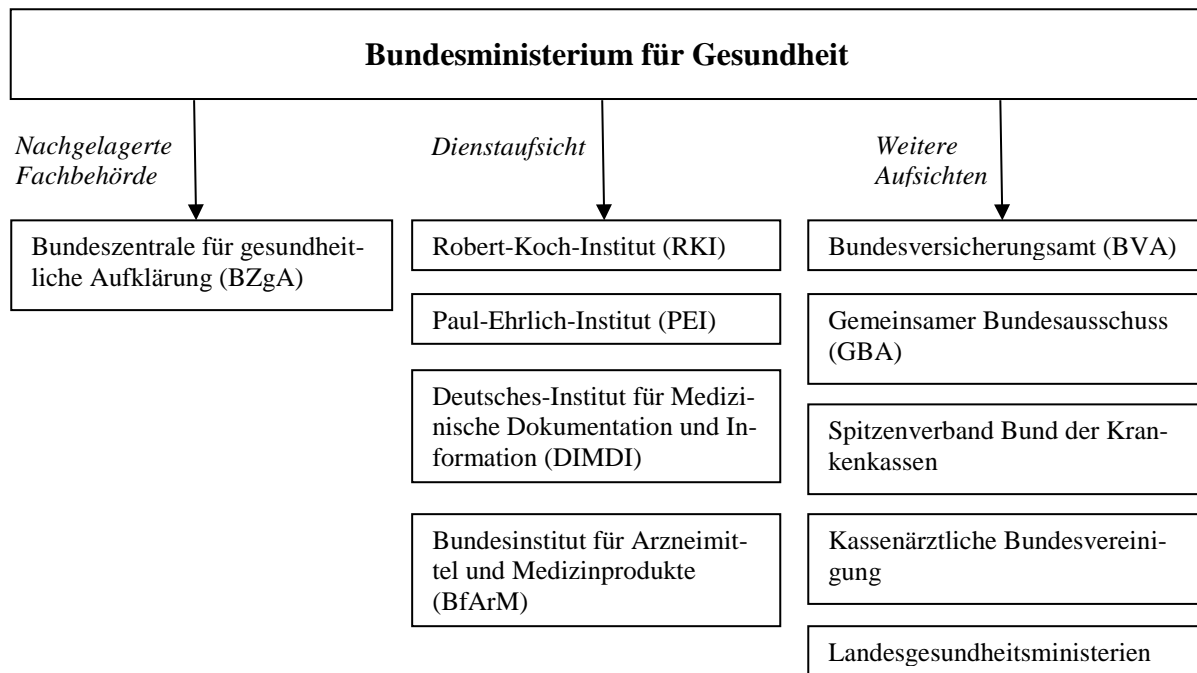 Bundesministerium für Gesundheit
Nachgelagerte
Fachbehörde
Bundeszentrale für gesundheit-
liche Aufklärung (BZgA)
Dienstaufsicht
Robert-Koch-Institut (RKI)
Paul-Ehrlich-Institut (PEI)
Deutsches-Institut für Medizi-
nische Dokumentation und In-
formation (DIMDI)
Bundesinstitut für Arzneimit-
tel und Medizinprodukte
(BfArM)
Weitere
Aufsichten
Bundesversicherungsamt (BVA)
Gemeinsamer Bundesausschuss
(GBA)
Spitzenverband Bund der Kran-
kenkassen
Kassenärztliche Bundesvereini-
gung
Landesgesundheitsministerien